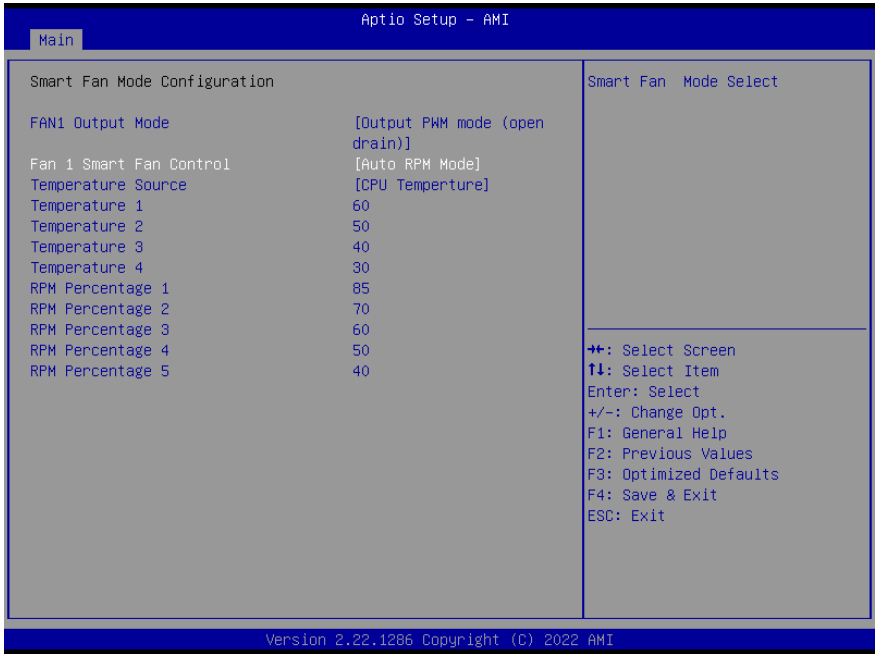 Aptio Setup – AMI
Main
Smart Fan Mode Configuration
FAN1 Output Mode [Output PWM mode (open
drain)]
Fan 1 Smart Fan Control [Auto RPM Mode]
Temperature Source [CPU Temperture]
Temperature 1 60
Temperature 2 50
Temperature 3 40
Temperature 4 30
RPM Percentage 1 85
RPM Percentage 2 70
RPM Percentage 3 60
RPM Percentage 4 50
RPM Percentage 5 40
Smart Fan Mode Select
→←: Select Screen
↑↓: Select Item
Enter: Select
+/-: Change Opt.
F1: General Help
F2: Previous Values
F3: Optimized Defaults
F4: Save & Exit
ESC: Exit
Version 2.22.1286 Copyright (C) 2022 AMI